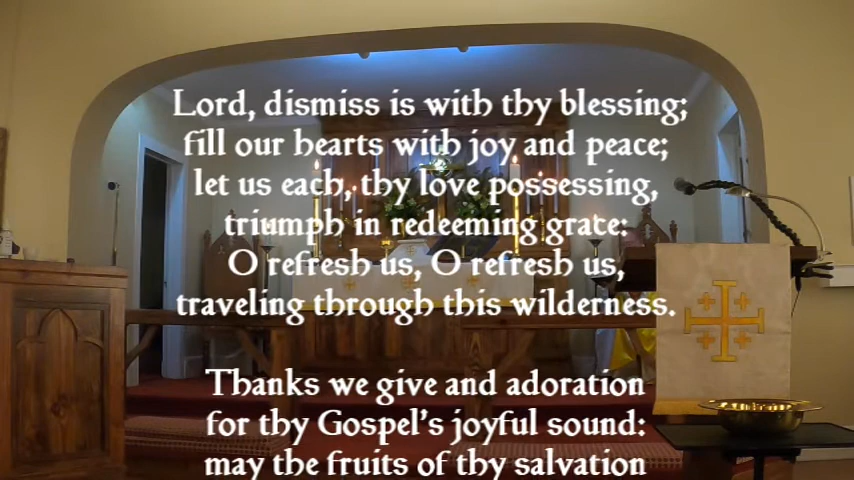 Lord, dismiss is with thy blessing;
fill our hearts with joy and peace;
let us each, thy love possessing,
triumph in redeeming grate:
O refresh us, O refresh us,
traveling through this wilderness.
Thanks we give and adoration
for thy Gospel's joyful sound:
may the fruits of thy salvation